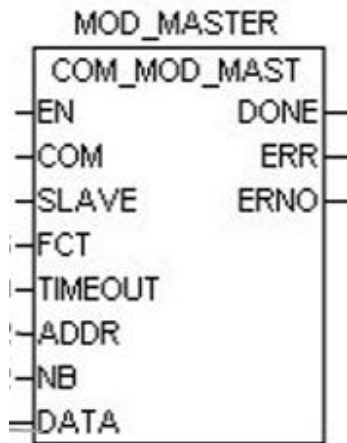 MOD_MASTER
COM_MOD_MAST
EN DONE
COM ERR
SLAVE ERNO
FCT
TIMEOUT
ADDR
NB
DATA